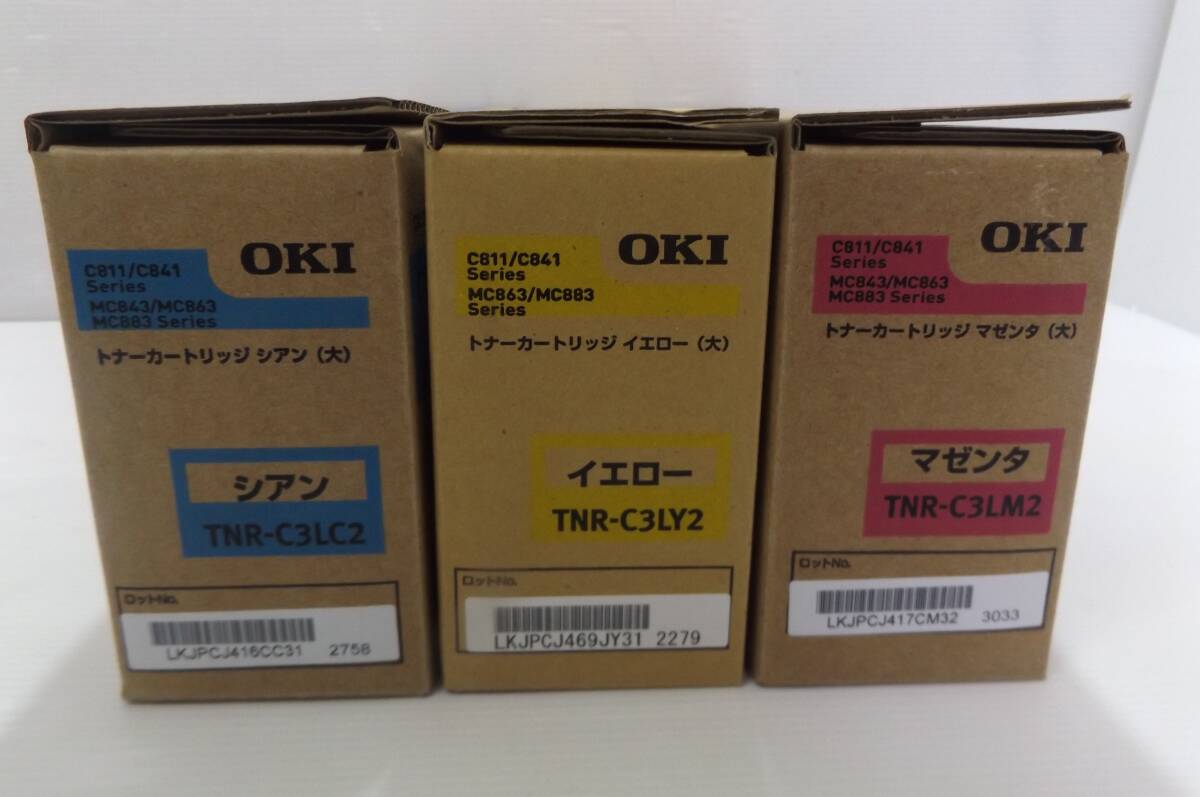 OKI
C811/C841
Series
MC843/MC863
MC883 Series
トナーカートリッジ シアン（大）
シアン
TNR-C3LC2
ロットNo.
LKJPCJ416CC31 2758
OKI
C811/C841
Series
MC863/MC883
Series
トナーカートリッジ イエロー（大）
イエロー
TNR-C3LY2
ロットNo.
LKJPCJ469JY31 2279
OKI
C811/C841
Series
MC843/MC863
MC883 Series
トナーカートリッジ マゼンタ（大）
マゼンタ
TNR-C3LM2
ロットNo.
LKJPCJ417CM32 3033